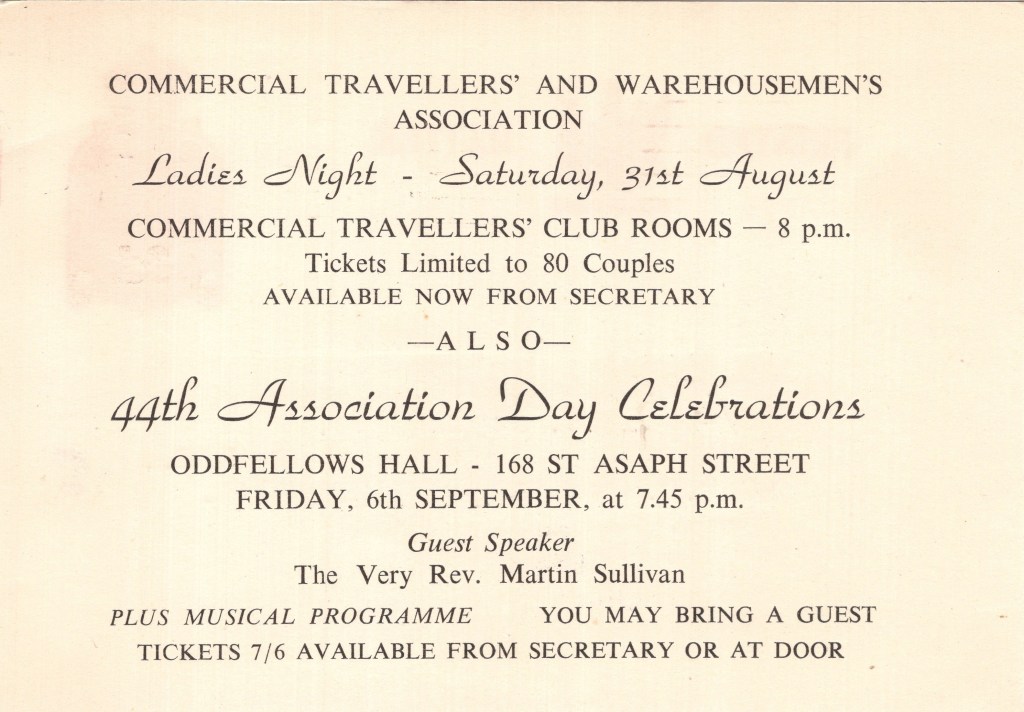 COMMERCIAL TRAVELLERS' AND WAREHOUSEMEN'S
ASSOCIATION
Ladies Night - Saturday, 31st August
COMMERCIAL TRAVELLERS' CLUB ROOMS — 8 p.m.
Tickets Limited to 80 Couples
AVAILABLE NOW FROM SECRETARY
—ALSO—
44th Association Day Celebrations
ODDFELLOWS HALL - 168 ST ASAPH STREET
FRIDAY, 6th SEPTEMBER, at 7.45 p.m.
Guest Speaker
The Very Rev. Martin Sullivan
PLUS MUSICAL PROGRAMME YOU MAY BRING A GUEST
TICKETS 7/6 AVAILABLE FROM SECRETARY OR AT DOOR